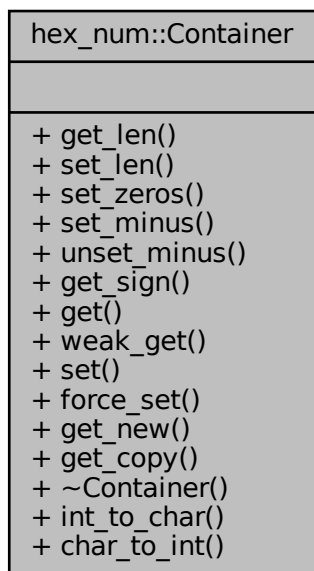 hex_num::Container
+ get_len()
+ set_len()
+ set_zeros()
+ set_minus()
+ unset_minus()
+ get_sign()
+ get()
+ weak_get()
+ set()
+ force_set()
+ get_new()
+ get_copy()
+ ~Container()
+ int_to_char()
+ char_to_int()